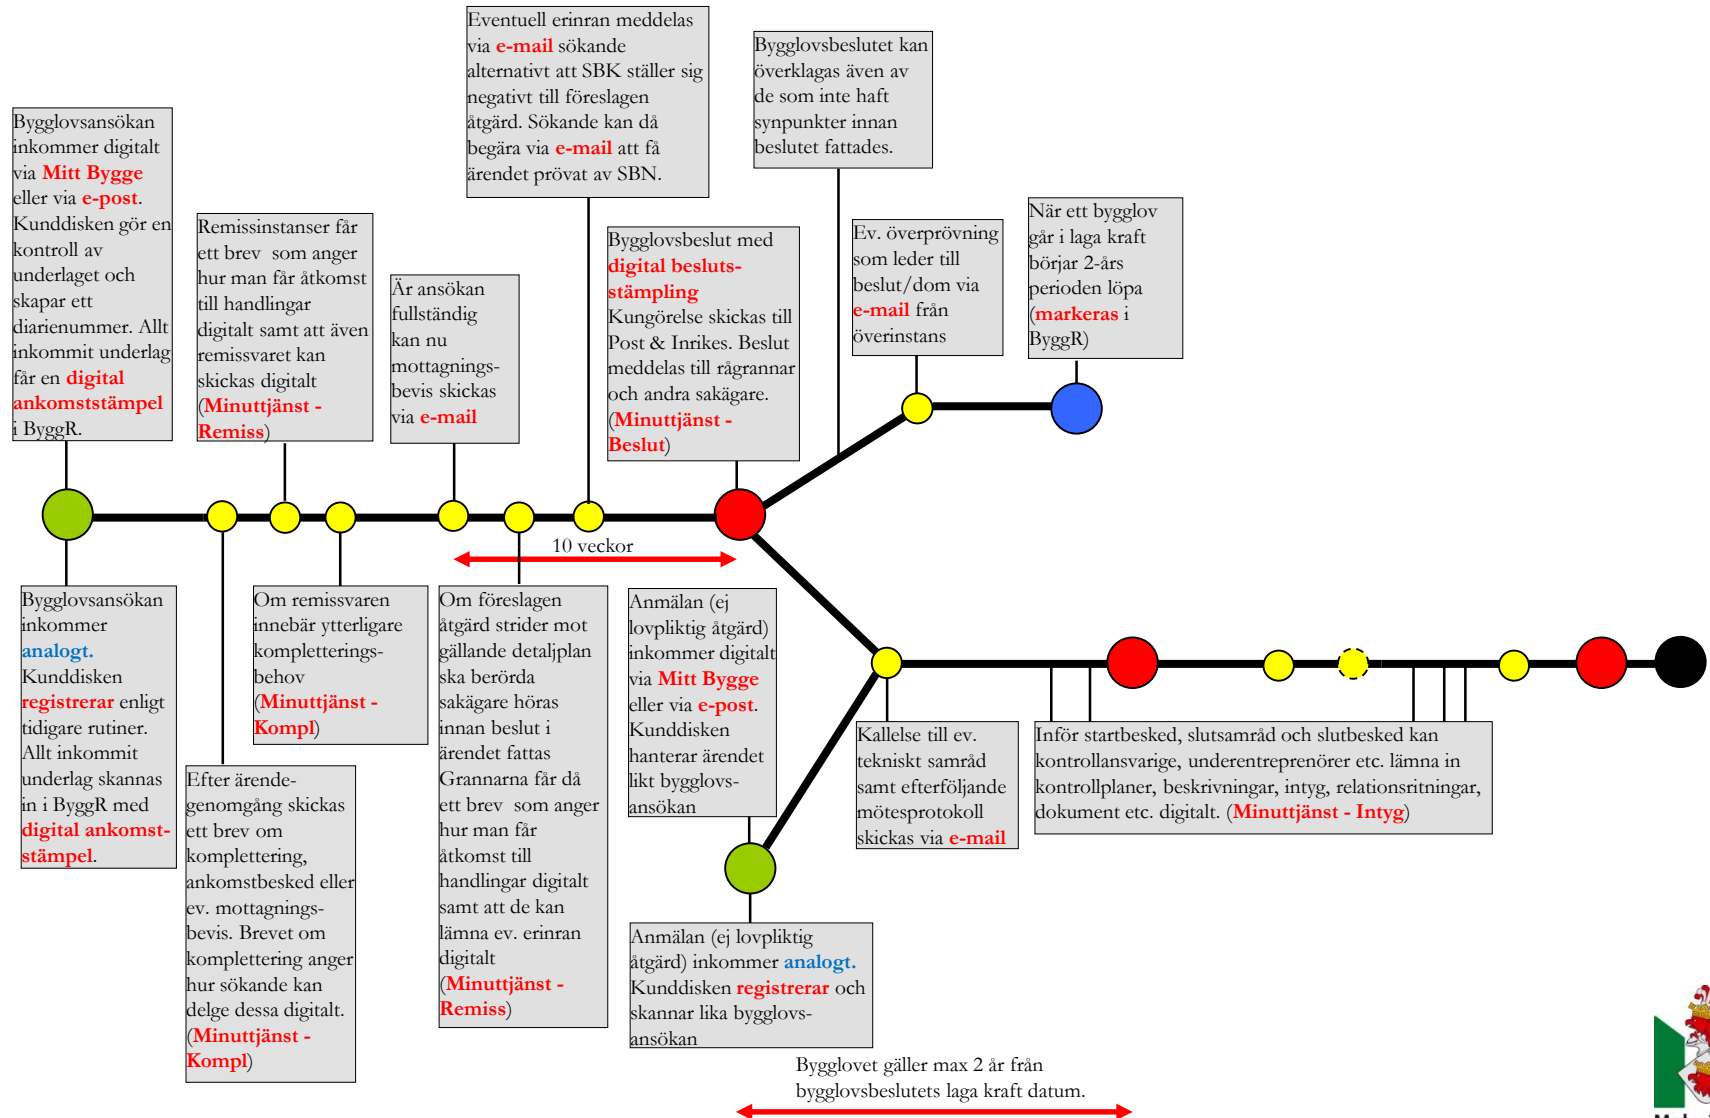 Eventuell erinran meddelas
via e-mail sökande
alternativt att SBK ställer sig
negativt till föreslagen
åtgärd. Sökande kan då
begära via e-mail att få
ärendet prövat av SBN.
Bygglovsbeslutet kan
överklagas även av
de som inte haft
synpunkter innan
beslutet fattades.
Bygglovsansökan
inkommer digitalt
via Mitt Bygge
eller via e-post.
Kunddisken gör en
kontroll av
underlaget och
skapar ett
diarienummer. Allt
inkommit underlag
får en digital
ankomststämpel
i ByggR.
Remissinstanser får
ett brev som anger
hur man får åtkomst
till handlingar
digitalt samt att även
remissvaret kan
skickas digitalt
(Minuttjänst -
Remiss)
Är ansökan
fullständig
kan nu
mottagnings-
bevis skickas
via e-mail
Bygglovsbeslut med
digital besluts-
stämpling
Kungörelse skickas till
Post & Inrikes. Beslut
meddelas till rågrannar
och andra sakägare.
(Minuttjänst -
Beslut)
Ev. överprövning
som leder till
beslut/dom via
e-mail från
överinstans
När ett bygglov
går i laga kraft
börjar 2-års
perioden löpa
(markeras i
ByggR)
10 veckor
Bygglovsansökan
inkommer
analogt.
Kunddisken
registrerar enligt
tidigare rutiner.
Allt inkommit
underlag skannas
in i ByggR med
digital ankomst-
stämpel.
Efter ärende-
genomgång skickas
ett brev om
komplettering,
ankomstbesked eller
ev. mottagnings-
bevis. Brevet om
komplettering anger
hur sökande kan
delge dessa digitalt.
(Minuttjänst -
Kompl)
Om remissvaren
innebär ytterligare
kompletterings-
behov
(Minuttjänst -
Kompl)
Om föreslagen
åtgärd strider mot
gällande detaljplan
ska berörda
sakägare höras
innan beslut i
ärendet fattas
Grannarna får då
ett brev som anger
hur man får
åtkomst till
handlingar digitalt
samt att de kan
lämna ev. erinran
digitalt
(Minuttjänst -
Remiss)
Anmälan (ej
lovpliktig åtgärd)
inkommer digitalt
via Mitt Bygge
eller via e-post.
Kunddisken
hanterar ärendet
likt bygglovs-
ansökan
Anmälan (ej lovpliktig
åtgärd) inkommer analogt.
Kunddisken registrerar och
skannar lika bygglovs-
ansökan
Kallelse till ev.
tekniskt samråd
samt efterföljande
mötesprotokoll
skickas via e-mail
Inför startbesked, slutsamråd och slutbesked kan
kontrollansvarige, underentreprenörer etc. lämna in
kontrollplaner, beskrivningar, intyg, relationsritningar,
dokument etc. digitalt. (Minuttjänst - Intyg)
Bygglovet gäller max 2 år från
bygglovsbeslutets laga kraft datum.